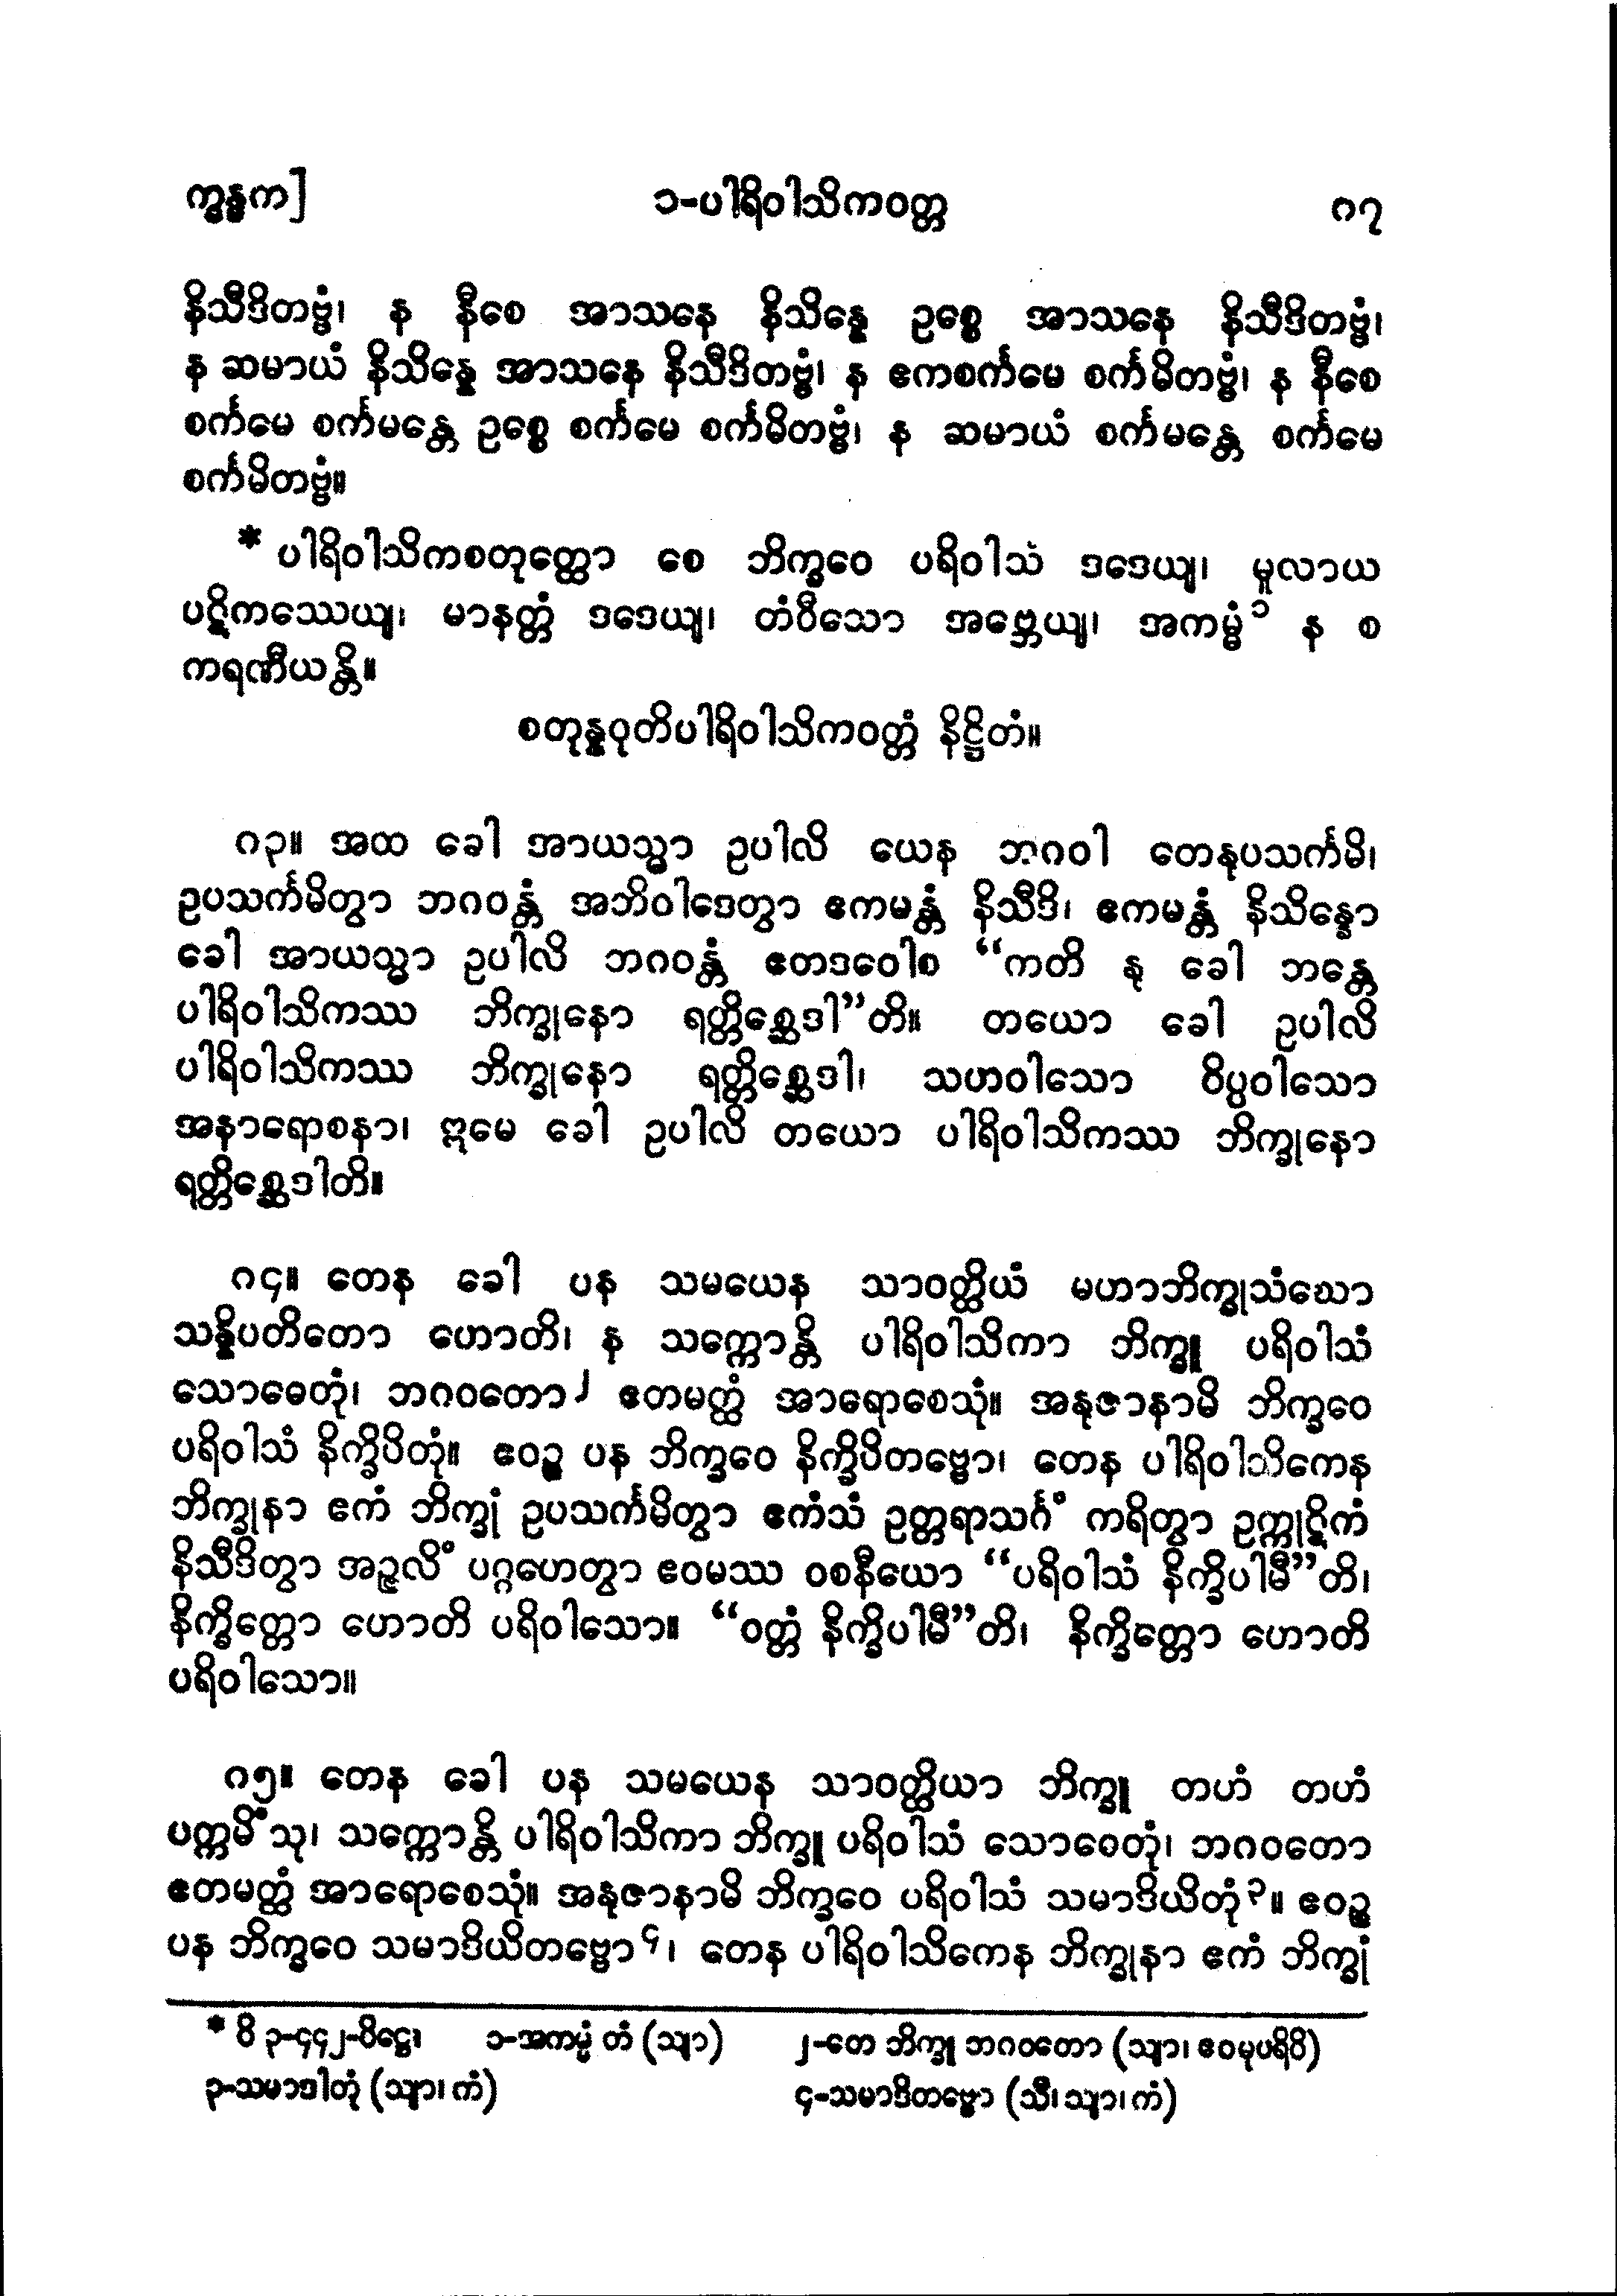 က္ခန္ဓက]
၁-ပါရိဝါသိကဝတ္တ
၈၇
နိသီဒိတဗ္ဗံ၊ န နီစေ အာသနေ နိသိန္နေ ဥစ္စေ အာသနေ နိသီဒိတဗ္ဗံ၊
န ဆမာယံ နိသိန္နေ အာသနေ နိသီဒိတဗ္ဗံ၊ န ဧကစင်္ကမေ စင်္ကမိတဗ္ဗံ၊ န နီစေ
စင်္ကမေ စင်္ကမန္တေ ဥစ္စေ စင်္ကမေ စင်္ကမိတဗ္ဗံ၊ န ဆမာယံ စင်္ကမန္တေ စင်္ကမေ
စင်္ကမိတဗ္ဗံ။
* ပါရိဝါသိကစတုတ္ထော စေ ဘိက္ခဝေ ပရိဝါသံ ဒဒေယျ၊ မူလာယ
ပဋိကဿေယျ၊ မာနတ္တံ ဒဒေယျ၊ တံဝီသော အဗ္ဘေယျ၊ အကမ္မံ၁ န စ
ကရဏီယန္တိ။
စတုန္နဝုတိပါရိဝါသိကဝတ္တံ နိဋ္ဌိတံ။
၈၃။ အထ ခေါ အာယသ္မာ ဥပါလိ ယေန ဘဂဝါ တေနုပသင်္ကမိ၊
ဥပသင်္ကမိတွာ ဘဂဝန္တံ အဘိဝါဒေတွာ ဧကမန္တံ နိသီဒိ၊ ဧကမန္တံ နိသိန္နော
ခေါ အာယသ္မာ ဥပါလိ ဘဂဝန္တံ ဧတဒဝေါစ “ကတိ နု ခေါ ဘန္တေ
ပါရိဝါသိကဿ ဘိက္ခုနော ရတ္တိစ္ဆေဒါ”တိ။ တယော ခေါ ဥပါလိ
ပါရိဝါသိကဿ ဘိက္ခုနော ရတ္တိစ္ဆေဒါ၊ သဟဝါသော ဝိပ္ပဝါသော
အနာရောစနာ၊ ဣမေ ခေါ ဥပါလိ တယော ပါရိဝါသိကဿ ဘိက္ခုနော
ရတ္တိစ္ဆေဒါတိ။
၈၄။ တေန ခေါ ပန သမယေန သာဝတ္ထိယံ မဟာဘိက္ခုသံဃော
သန္နိပတိတော ဟောတိ၊ န သက္ကောန္တိ ပါရိဝါသိကာ ဘိက္ခူ ပရိဝါသံ
သောဓေတုံ၊ ဘဂဝတော၂ ဧတမတ္ထံ အာရောစေသုံ။ အနုဇာနာမိ ဘိက္ခဝေ
ပရိဝါသံ နိက္ခိပိတုံ။ ဧဝဉ္စ ပန ဘိက္ခဝေ နိက္ခိပိတဗ္ဗော၊ တေန ပါရိဝါသိကေန
ဘိက္ခုနာ ဧကံ ဘိက္ခုံ ဥပသင်္ကမိတွာ ဧကံသံ ဥတ္တရာသင်္ဂံ ကရိတွာ ဥက္ကုဋိကံ
နိသီဒိတွာ အဉ္ဇလိံ ပဂ္ဂဟေတွာ ဧဝမဿ ဝစနီယော “ပရိဝါသံ နိက္ခိပါမီ”တိ၊
နိက္ခိတ္တော ဟောတိ ပရိဝါသော။ “ဝတ္တံ နိက္ခိပါမီ”တိ၊ နိက္ခိတ္တော ဟောတိ
ပရိဝါသော။
၈၅။ တေန ခေါ ပန သမယေန သာဝတ္ထိယာ ဘိက္ခူ တဟံ တဟံ
ပက္ကမိံသု၊ သက္ကောန္တိ ပါရိဝါသိကာ ဘိက္ခူ ပရိဝါသံ သောဓေတုံ၊ ဘဂဝတော
ဧတမတ္ထံ အာရောစေသုံ။ အနုဇာနာမိ ဘိက္ခဝေ ပရိဝါသံ သမာဒိယိတုံ၃။ ဧဝဉ္စ
ပန ဘိက္ခဝေ သမာဒိယိတဗ္ဗော၄၊ တေန ပါရိဝါသိကေန ဘိက္ခုနာ ဧကံ ဘိက္ခုံ
* ဝိ ၃-၄၄၂-ပိဋ္ဌေ၊ ၁-အကမ္မံ တံ (သျာ) ၂-တေ ဘိက္ခူ ဘဂဝတော (သျာ၊ ဧဝမုပရိပိ)
၃-သမာဒါတုံ (သျာ၊ ကံ) ၄-သမာဒိတဗ္ဗော (သီ၊ သျာ၊ ကံ)